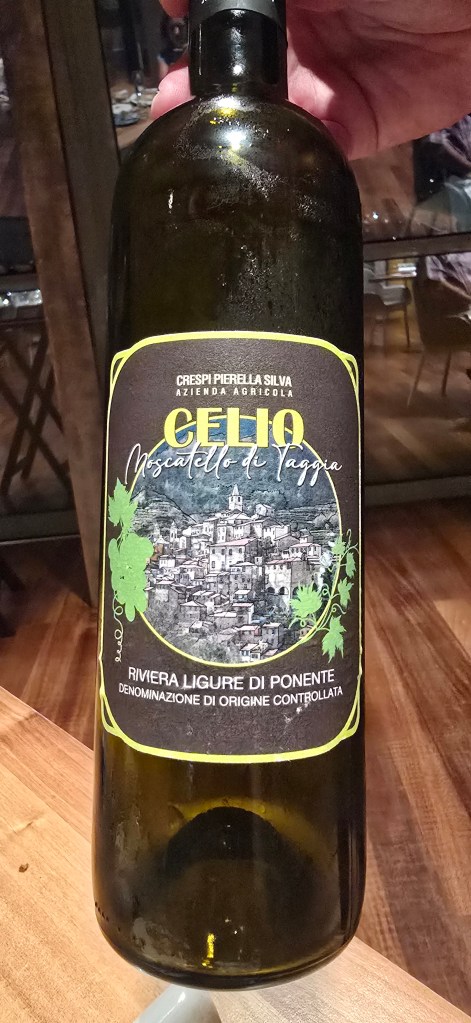 CRESPI PIERELLA SILVA
AZIENDA AGRICOLA
CELIO
Moscatello di Taggia
RIVIERA LIGURE DI PONENTE
DENOMINAZIONE DI ORIGINE CONTROLLATA